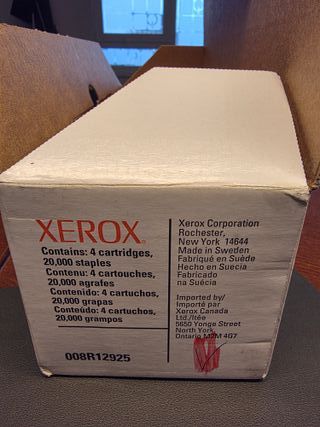 XEROX®
Contains: 4 cartridges,
20,000 staples
Contenu: 4 cartouches,
20,000 agrafes
Contenido: 4 cartuchos,
20,000 grapas
Conteúdo: 4 cartuchos,
20,000 grampos
008R12925
Xerox Corporation
Rochester,
New York 14644
Made in Sweden
Fabriqué en Suède
Hecho en Suecia
Fabricado
na Suécia
Imported by/
Importé par
Xerox Canada
Ltd./ltée
5650 Yonge Street
North York,
Ontario M2M 4G7